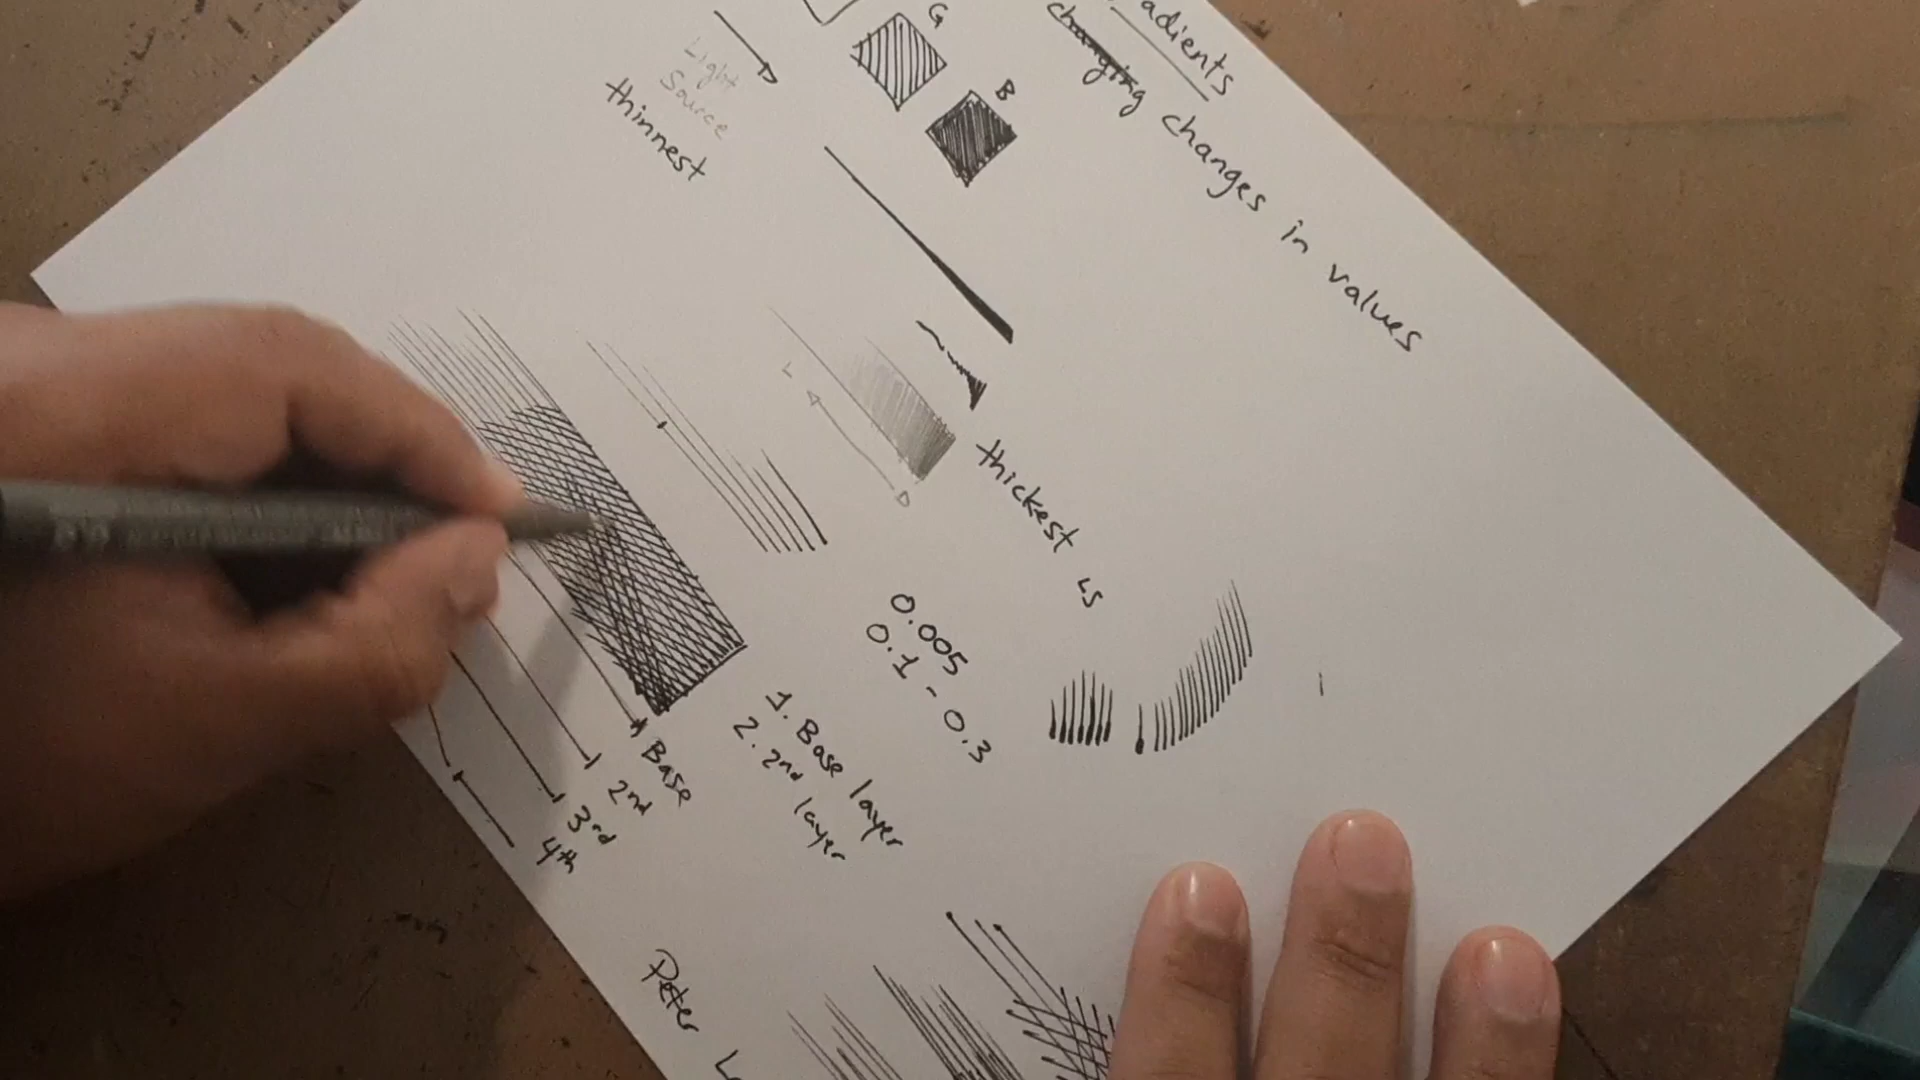 adients
changing changes in values
G
B
Light
Source
thinnest
L
thickest
0.005
0.1 - 0.3
1. Base layer
2. 2nd
layer
Base
2nd
3rd
4th
Peter